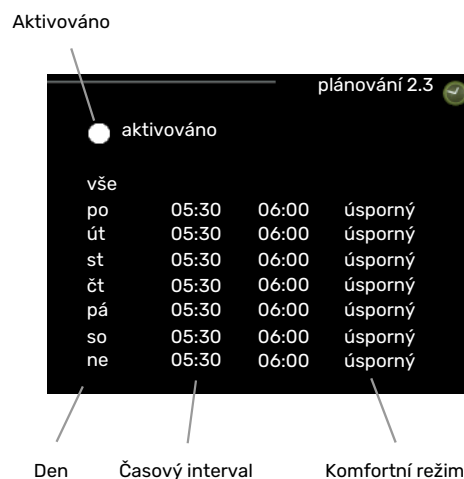 Aktivováno
plánování 2.3
aktivováno
vše
po 05:30 06:00 úsporný
út 05:30 06:00 úsporný
st 05:30 06:00 úsporný
čt 05:30 06:00 úsporný
pá 05:30 06:00 úsporný
so 05:30 06:00 úsporný
ne 05:30 06:00 úsporný
Den Časový interval Komfortní režim